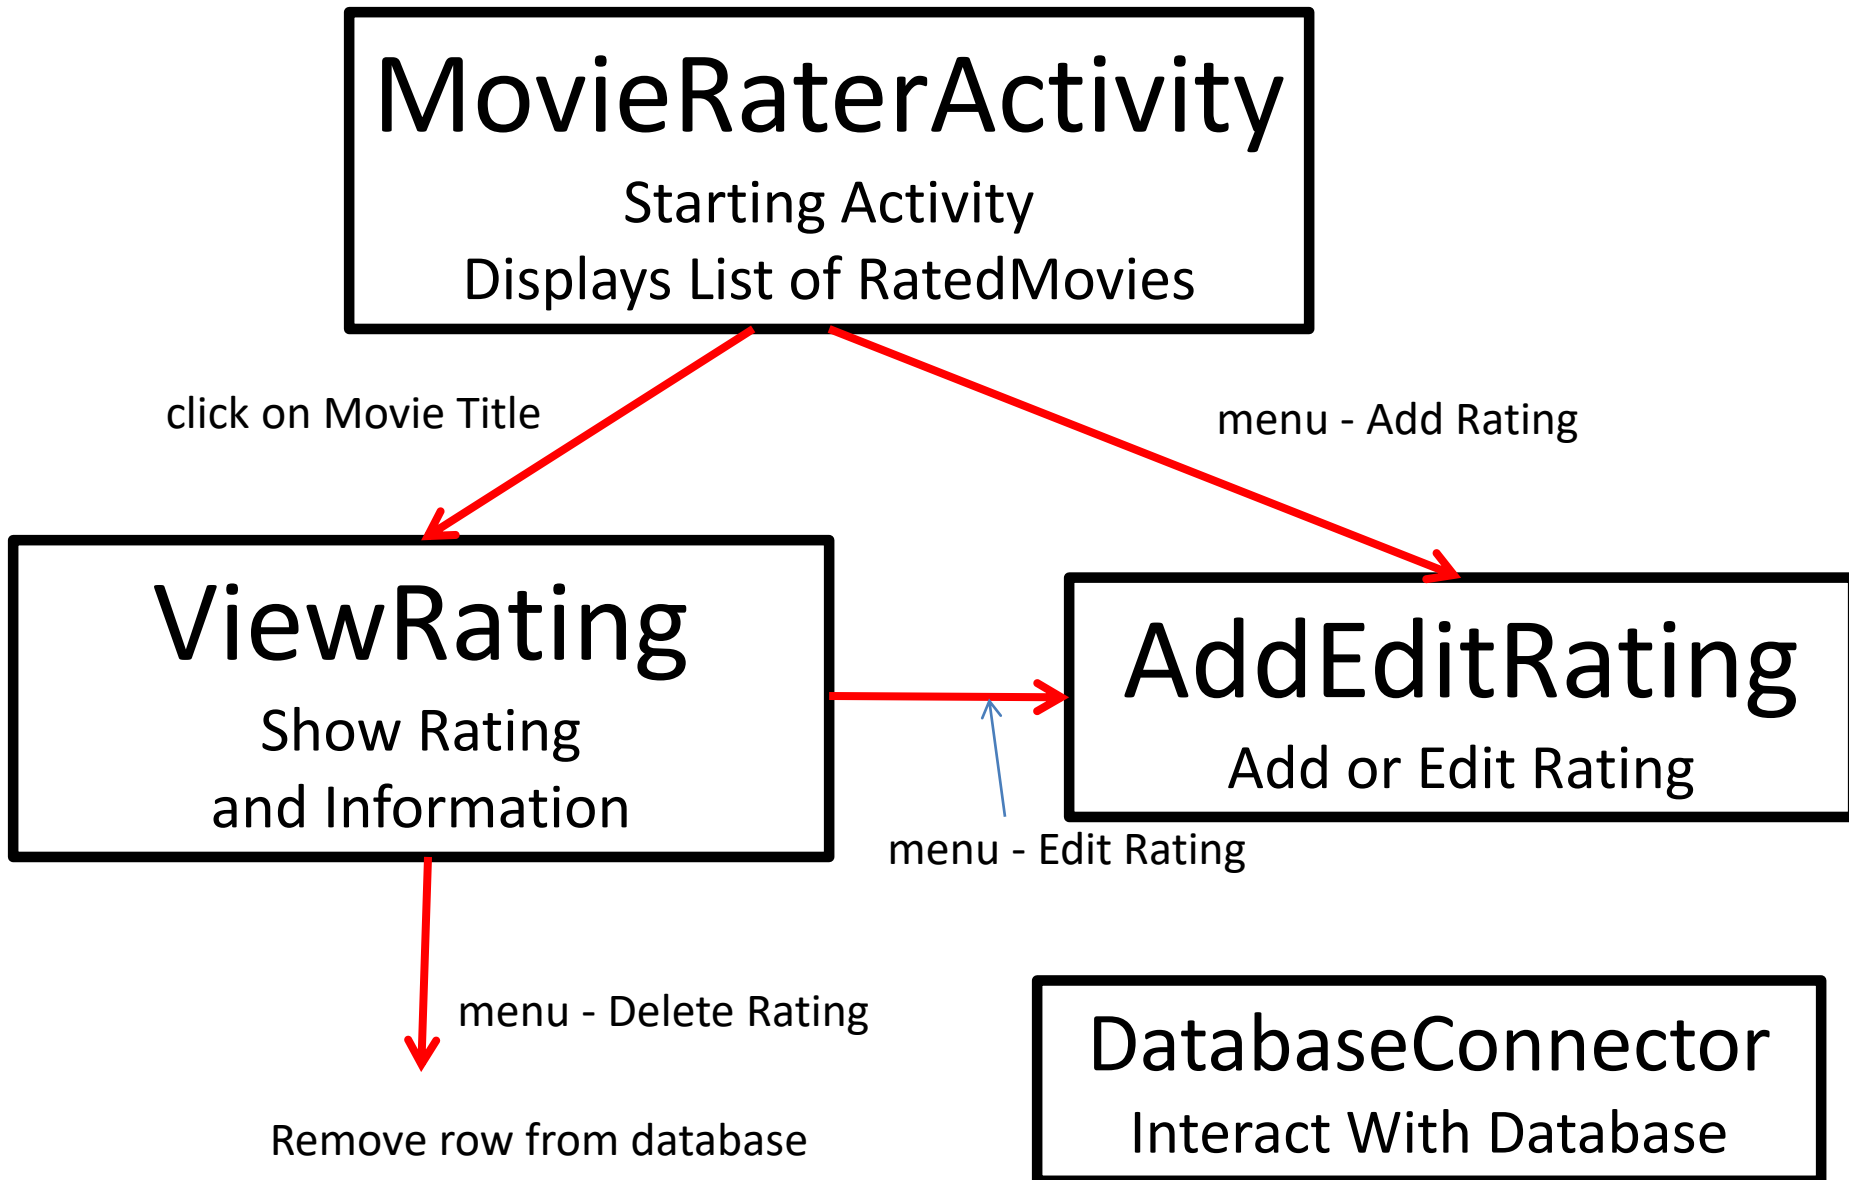 MovieRaterActivity
Starting Activity
Displays List of RatedMovies
click on Movie Title
menu - Add Rating
ViewRating
Show Rating
and Information
AddEditRating
Add or Edit Rating
menu - Edit Rating
menu - Delete Rating
Remove row from database
DatabaseConnector
Interact With Database